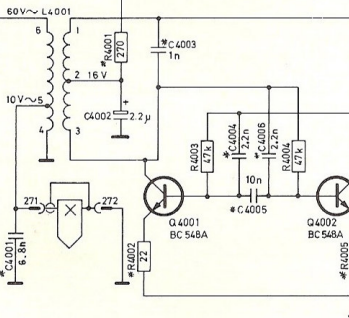 60V~ L4001
6
1
*R4001
270
*C4003
1n
2
16V
10V~5
+
C4002
2.2µ
4
3
R4003
47k
*C4004
2.2n
*C4006
2.2n
R4004
47k
10n
*C4005
271
272
Q4001
BC 548A
Q4002
BC548A
*C4001
6.8n
*R4002
22
*R4005